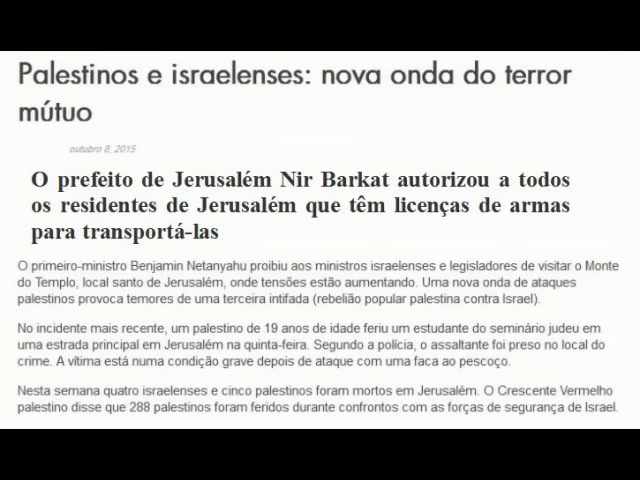 Palestinos e israelenses: nova onda do terror
mútuo
outubro 8, 2015
O prefeito de Jerusalém Nir Barkat autorizou a todos
os residentes de Jerusalém que têm licenças de armas
para transportá-las
O primeiro-ministro Benjamin Netanyahu proibiu aos ministros israelenses e legisladores de visitar o Monte
do Templo, local santo de Jerusalém, onde tensões estão aumentando. Uma nova onda de ataques
palestinos provoca temores de uma terceira intifada (rebelião popular palestina contra Israel).
No incidente mais recente, um palestino de 19 anos de idade feriu um estudante do seminário judeu em
uma estrada principal em Jerusalém na quinta-feira. Segundo a polícia, o assaltante foi preso no local do
crime. A vítima está numa condição grave depois de ataque com uma faca ao pescoço.
Nesta semana quatro israelenses e cinco palestinos foram mortos em Jerusalém. O Crescente Vermelho
palestino disse que 288 palestinos foram feridos durante confrontos com as forças de segurança de Israel.